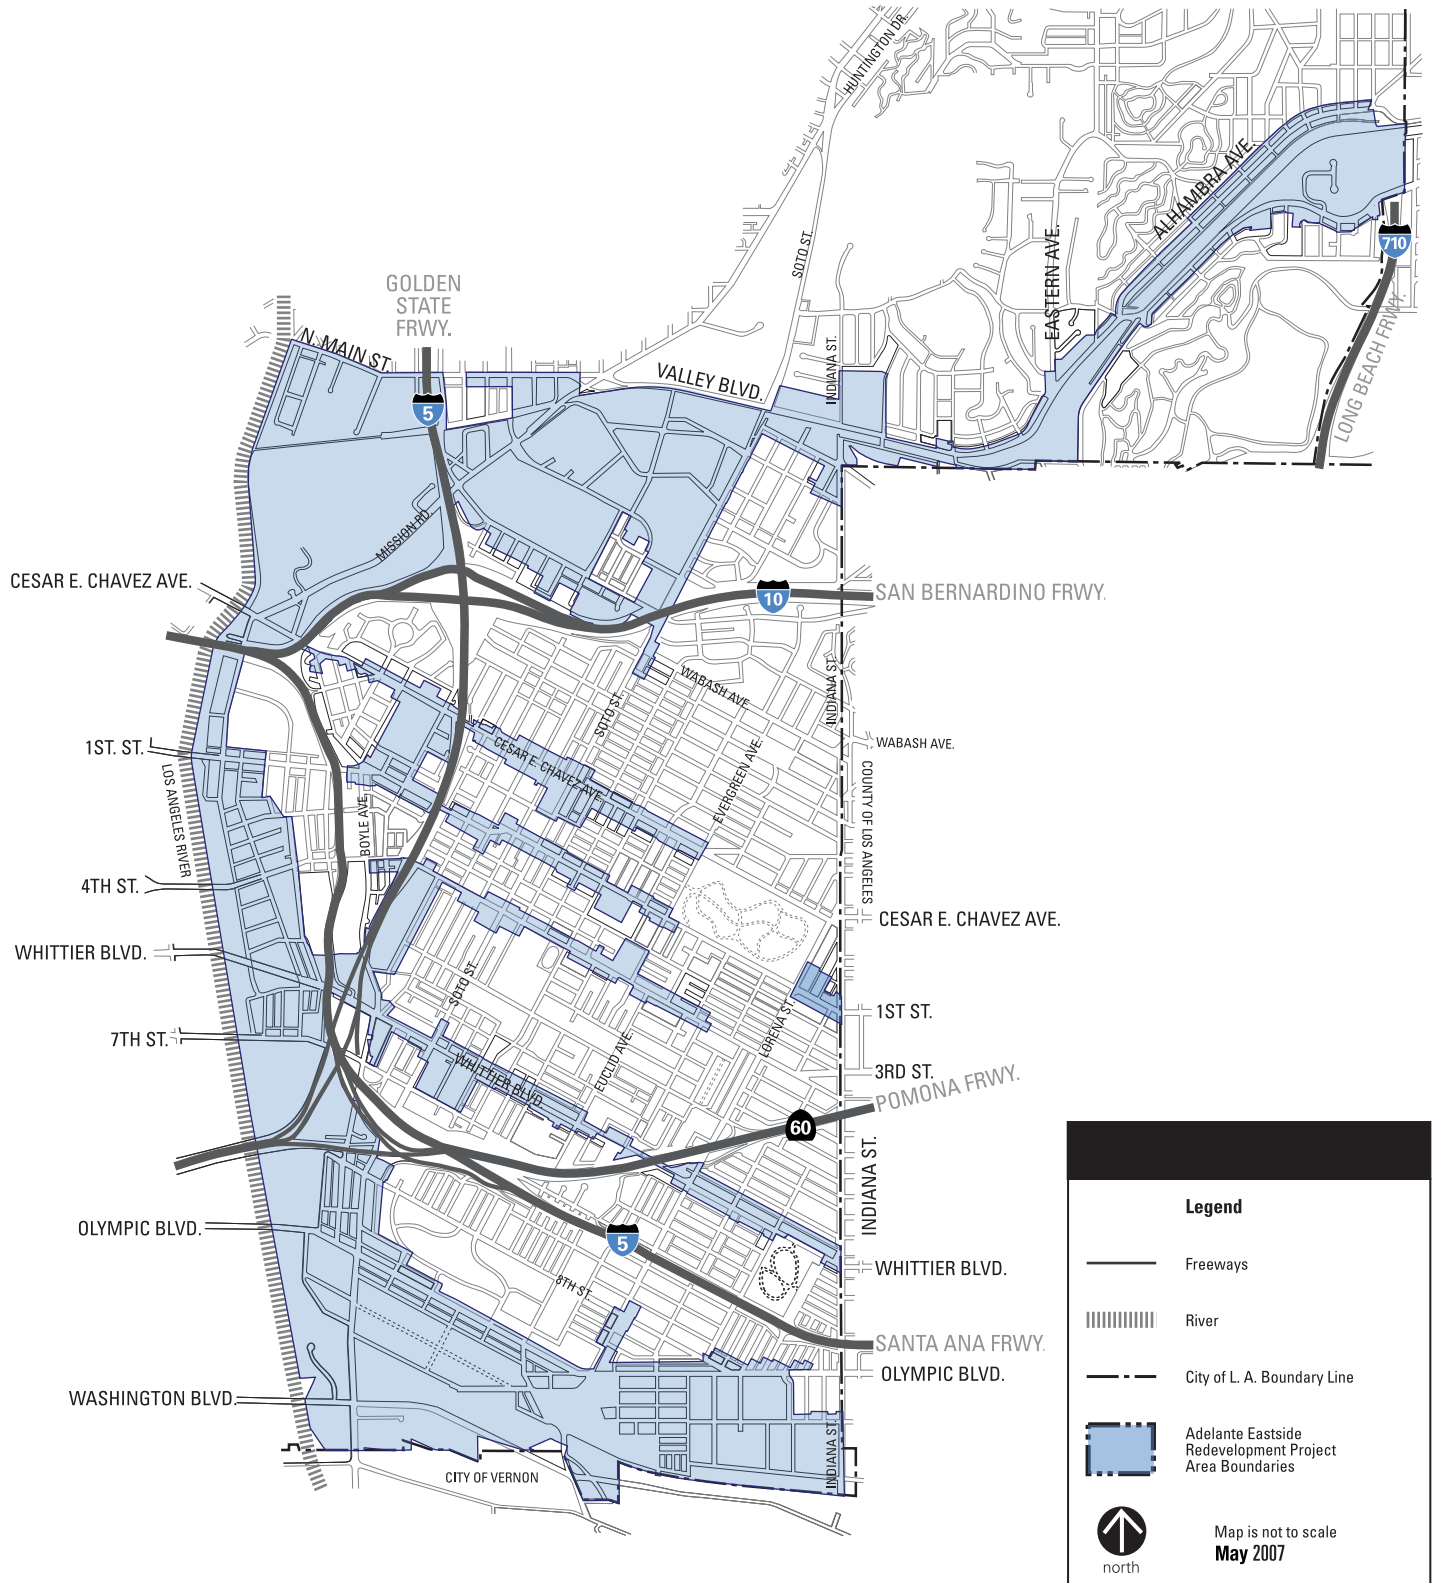 HUNTINGTON DR.
ALHAMBRA AVE.
SOTO ST.
EASTERN AVE.
710
GOLDEN
STATE
FRWY.
N. MAIN ST.
VALLEY BLVD.
INDIANA ST.
LONG BEACH FRWY.
5
MISSION RD.
CESAR E. CHAVEZ AVE.
10
SAN BERNARDINO FRWY.
WABASH AVE.
INDIANA ST.
SOTO ST.
1ST. ST.
CESAR E. CHAVEZ AVE.
EVERGREEN AVE.
WABASH AVE.
LOS ANGELES RIVER
BOYLE AVE.
COUNTY OF LOS ANGELES
4TH ST.
CESAR E. CHAVEZ AVE.
WHITTIER BLVD.
SOTO ST.
LORENA ST.
1ST ST.
7TH ST.
EUCLID AVE.
WHITTIER BLVD.
3RD ST.
POMONA FRWY.
60
INDIANA ST.
OLYMPIC BLVD.
5
8TH ST.
WHITTIER BLVD.
SANTA ANA FRWY.
OLYMPIC BLVD.
WASHINGTON BLVD.
INDIANA ST.
CITY OF VERNON
Legend
Freeways
River
City of L. A. Boundary Line
Adelante Eastside
Redevelopment Project
Area Boundaries
north
Map is not to scale
May 2007